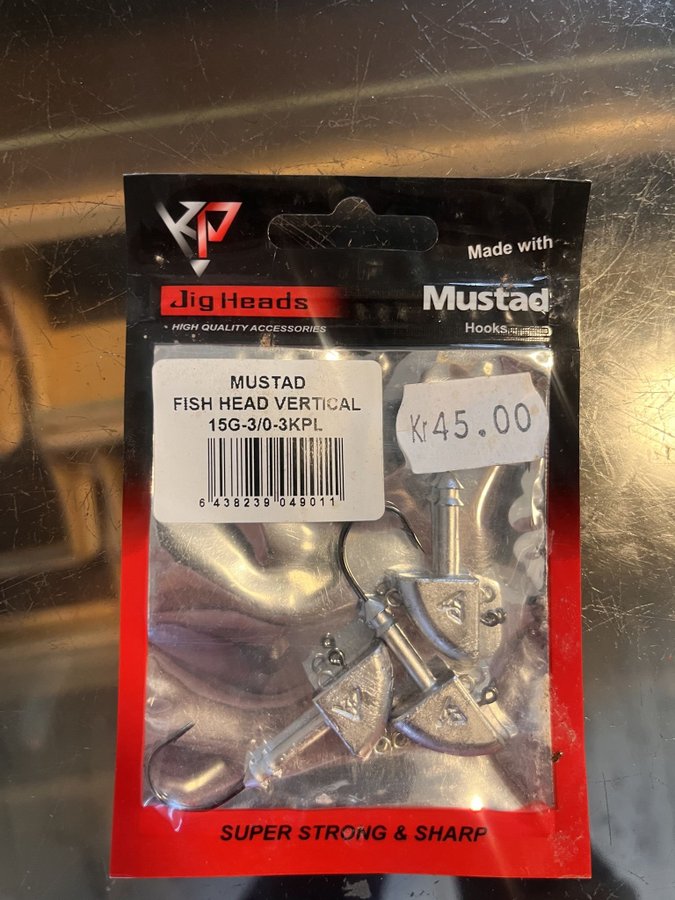 KP
Made with
Jig Heads
Mustad
HIGH QUALITY ACCESSORIES
Hooks
MUSTAD
FISH HEAD VERTICAL
15G-3/0-3KPL
6 438239 049011
Kr 45.00
SUPER STRONG & SHARP